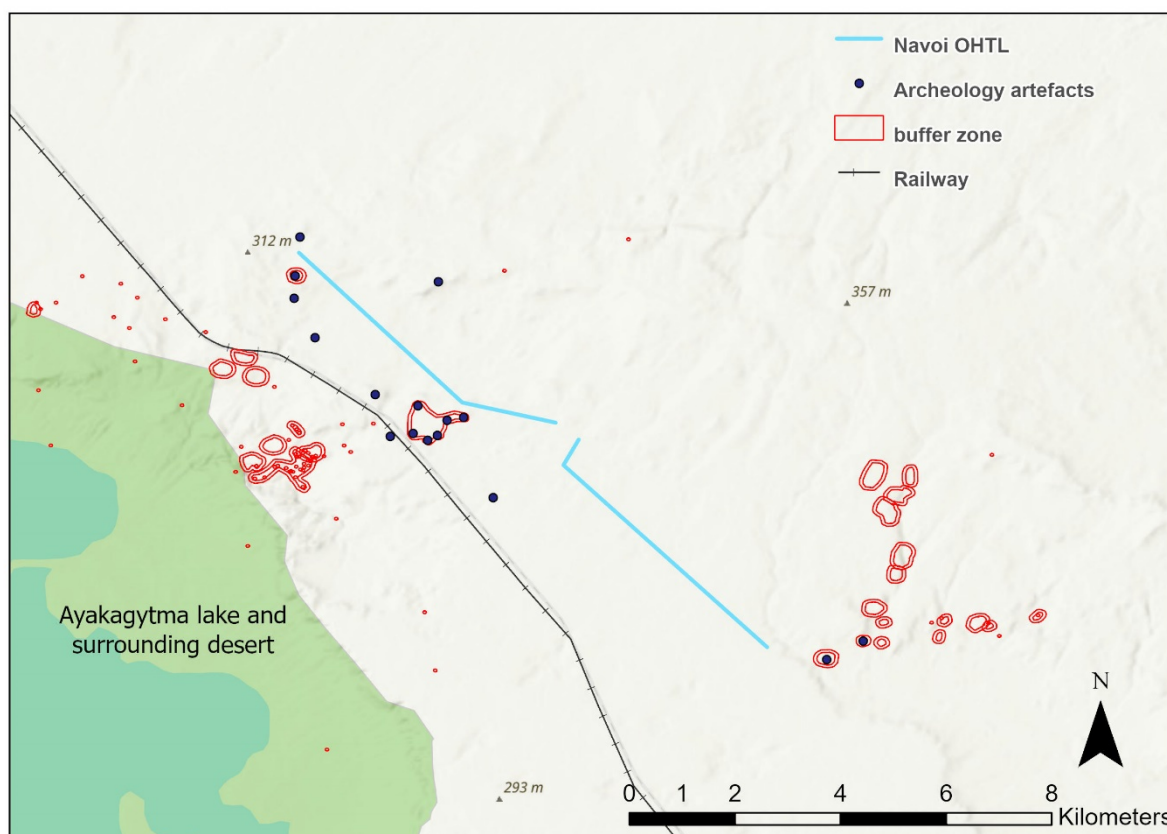 Navoi OHTL
Archeology artefacts
buffer zone
Railway
312 m
357 m
Ayakagytma lake and
surrounding desert
293 m
N
0 1 2 4 6 8
Kilometers